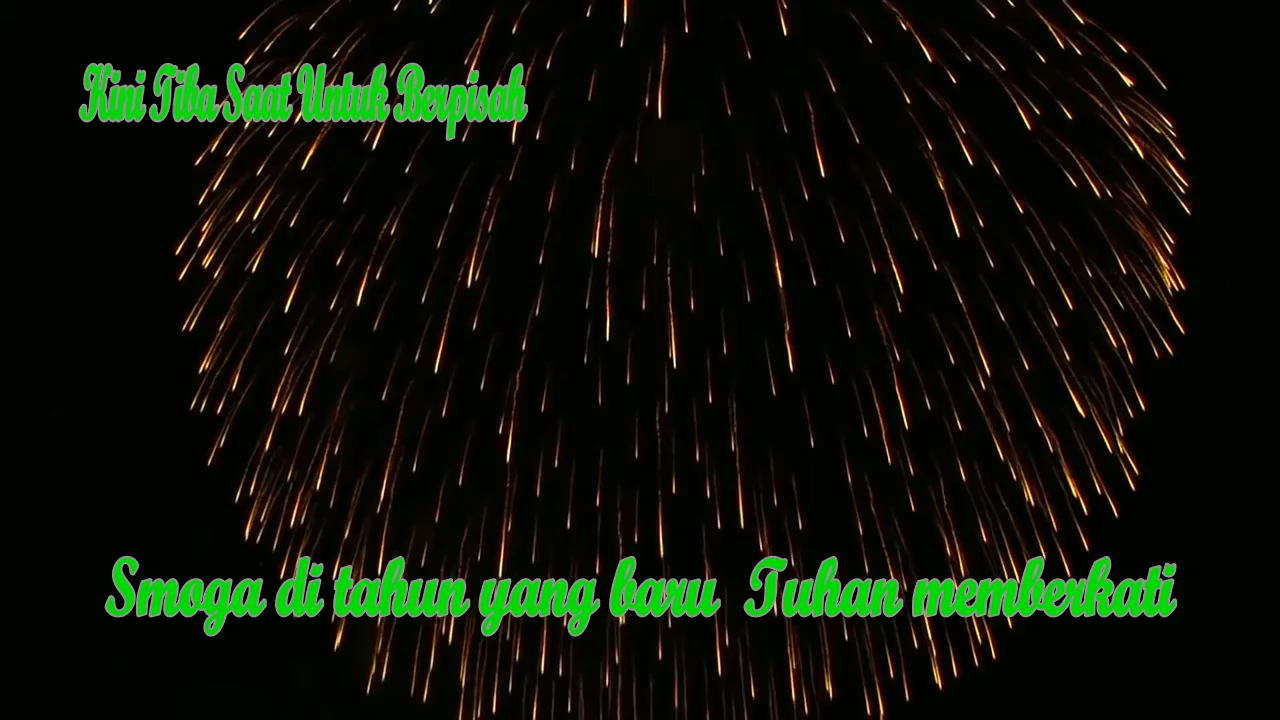 Kini Tiba Saat Untuk Berpisah
Smoga di tahun yang baru Tuhan memberkati